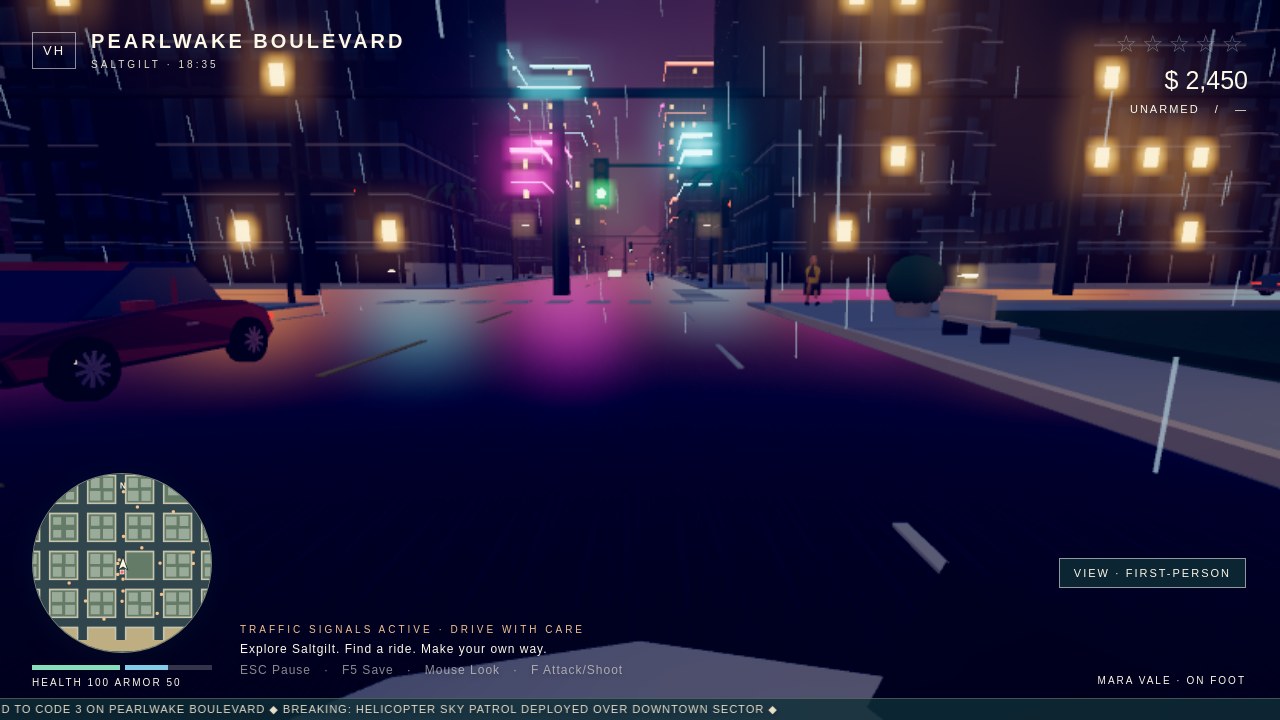 VH
PEARLWAKE BOULEVARD
SALTGILT · 18:35
☆ ☆ ☆ ☆ ☆
$ 2,450
UNARMED / —
N
VIEW · FIRST-PERSON
TRAFFIC SIGNALS ACTIVE · DRIVE WITH CARE
Explore Saltgilt. Find a ride. Make your own way.
ESC Pause · F5 Save · Mouse Look · F Attack/Shoot
HEALTH 100 ARMOR 50
MARA VALE · ON FOOT
D TO CODE 3 ON PEARLWAKE BOULEVARD ◆ BREAKING: HELICOPTER SKY PATROL DEPLOYED OVER DOWNTOWN SECTOR ◆